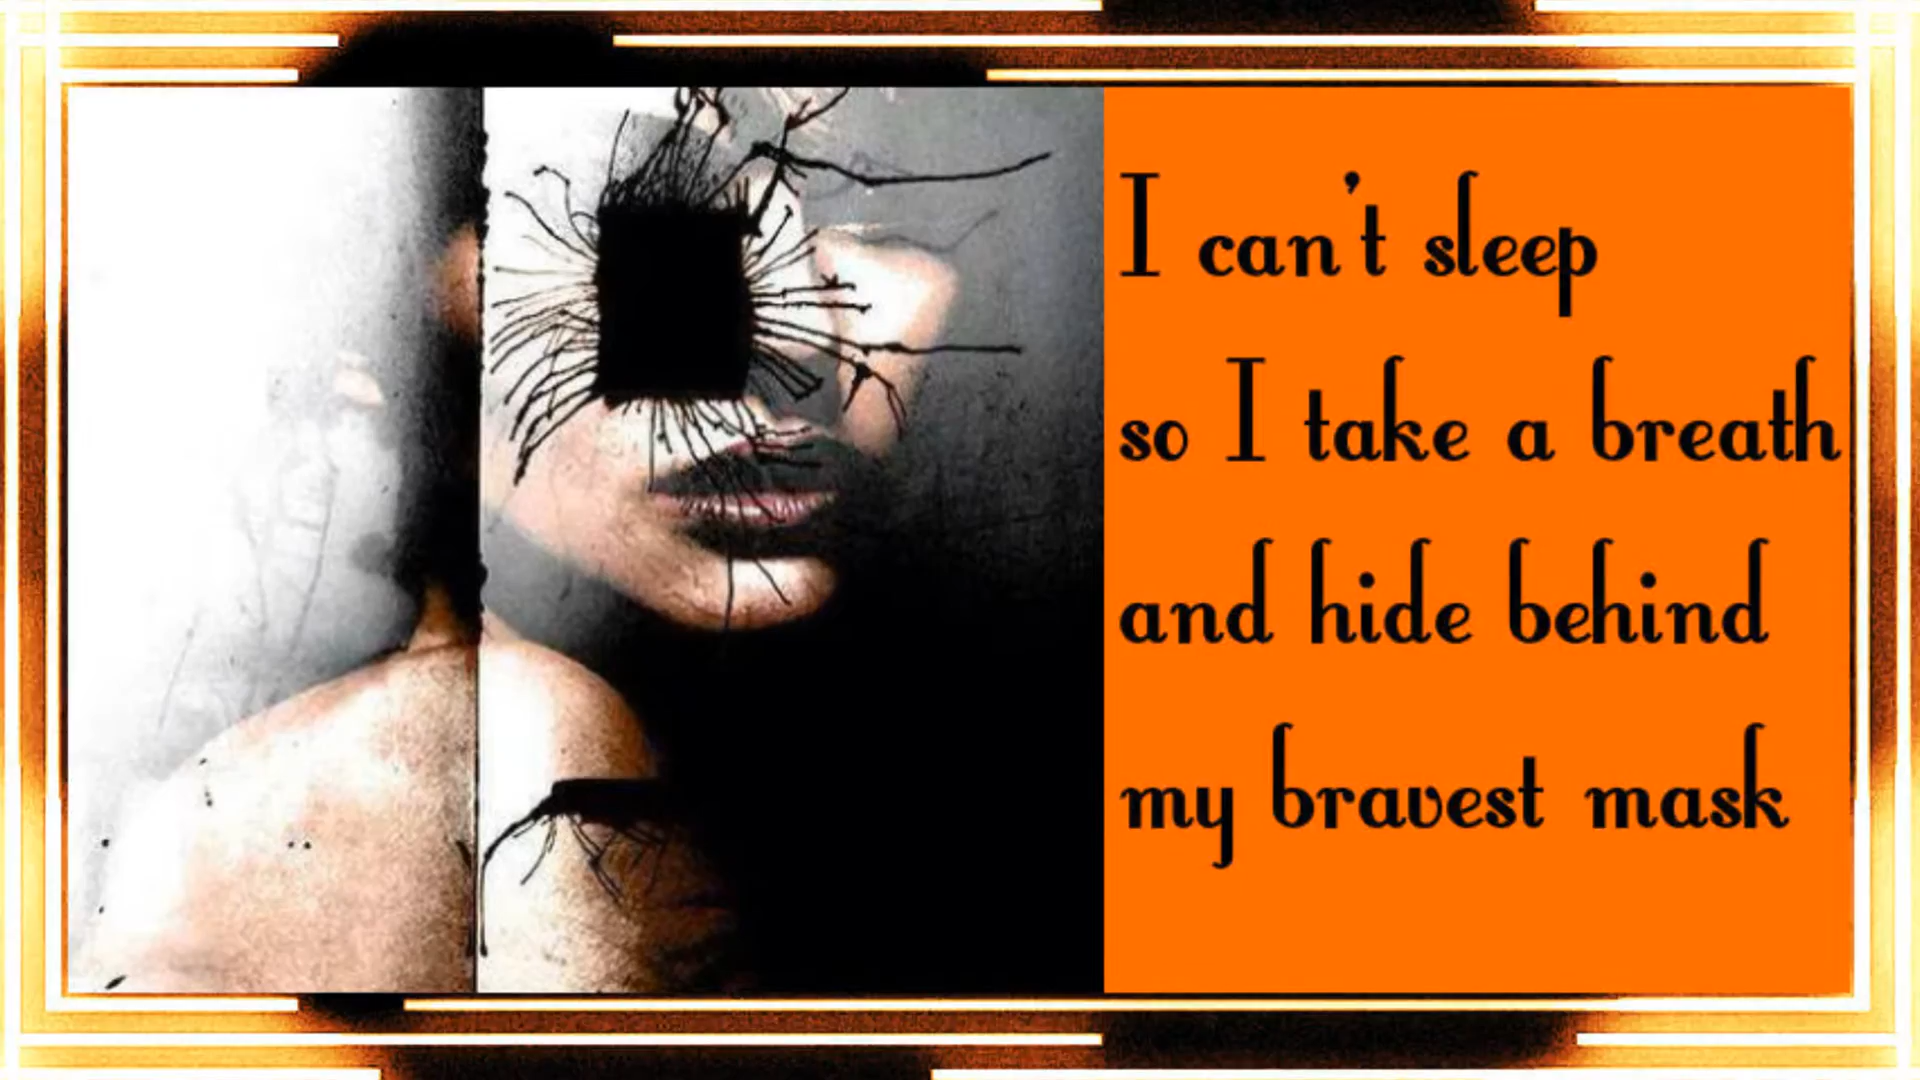 I can't sleep
so I take a breath
and hide behind
my bravest mask